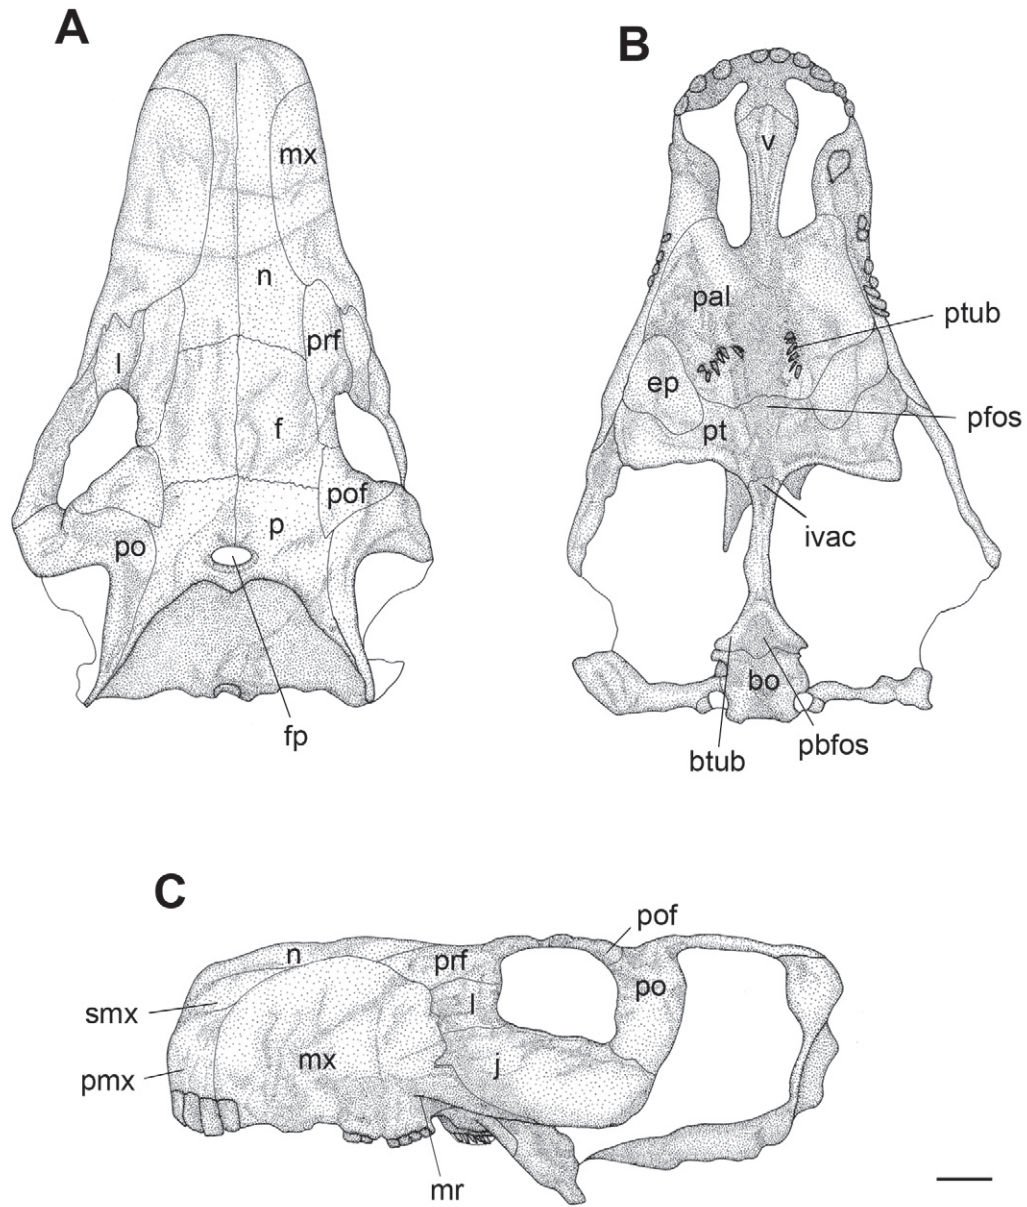 A
mx
n
prf
l
f
pof
p
po
fp
B
v
pal
ptub
ep
pfos
pt
ivac
bo
pbfos
btub
C
pof
n
prf
po
l
smx
mx
j
pmx
mr